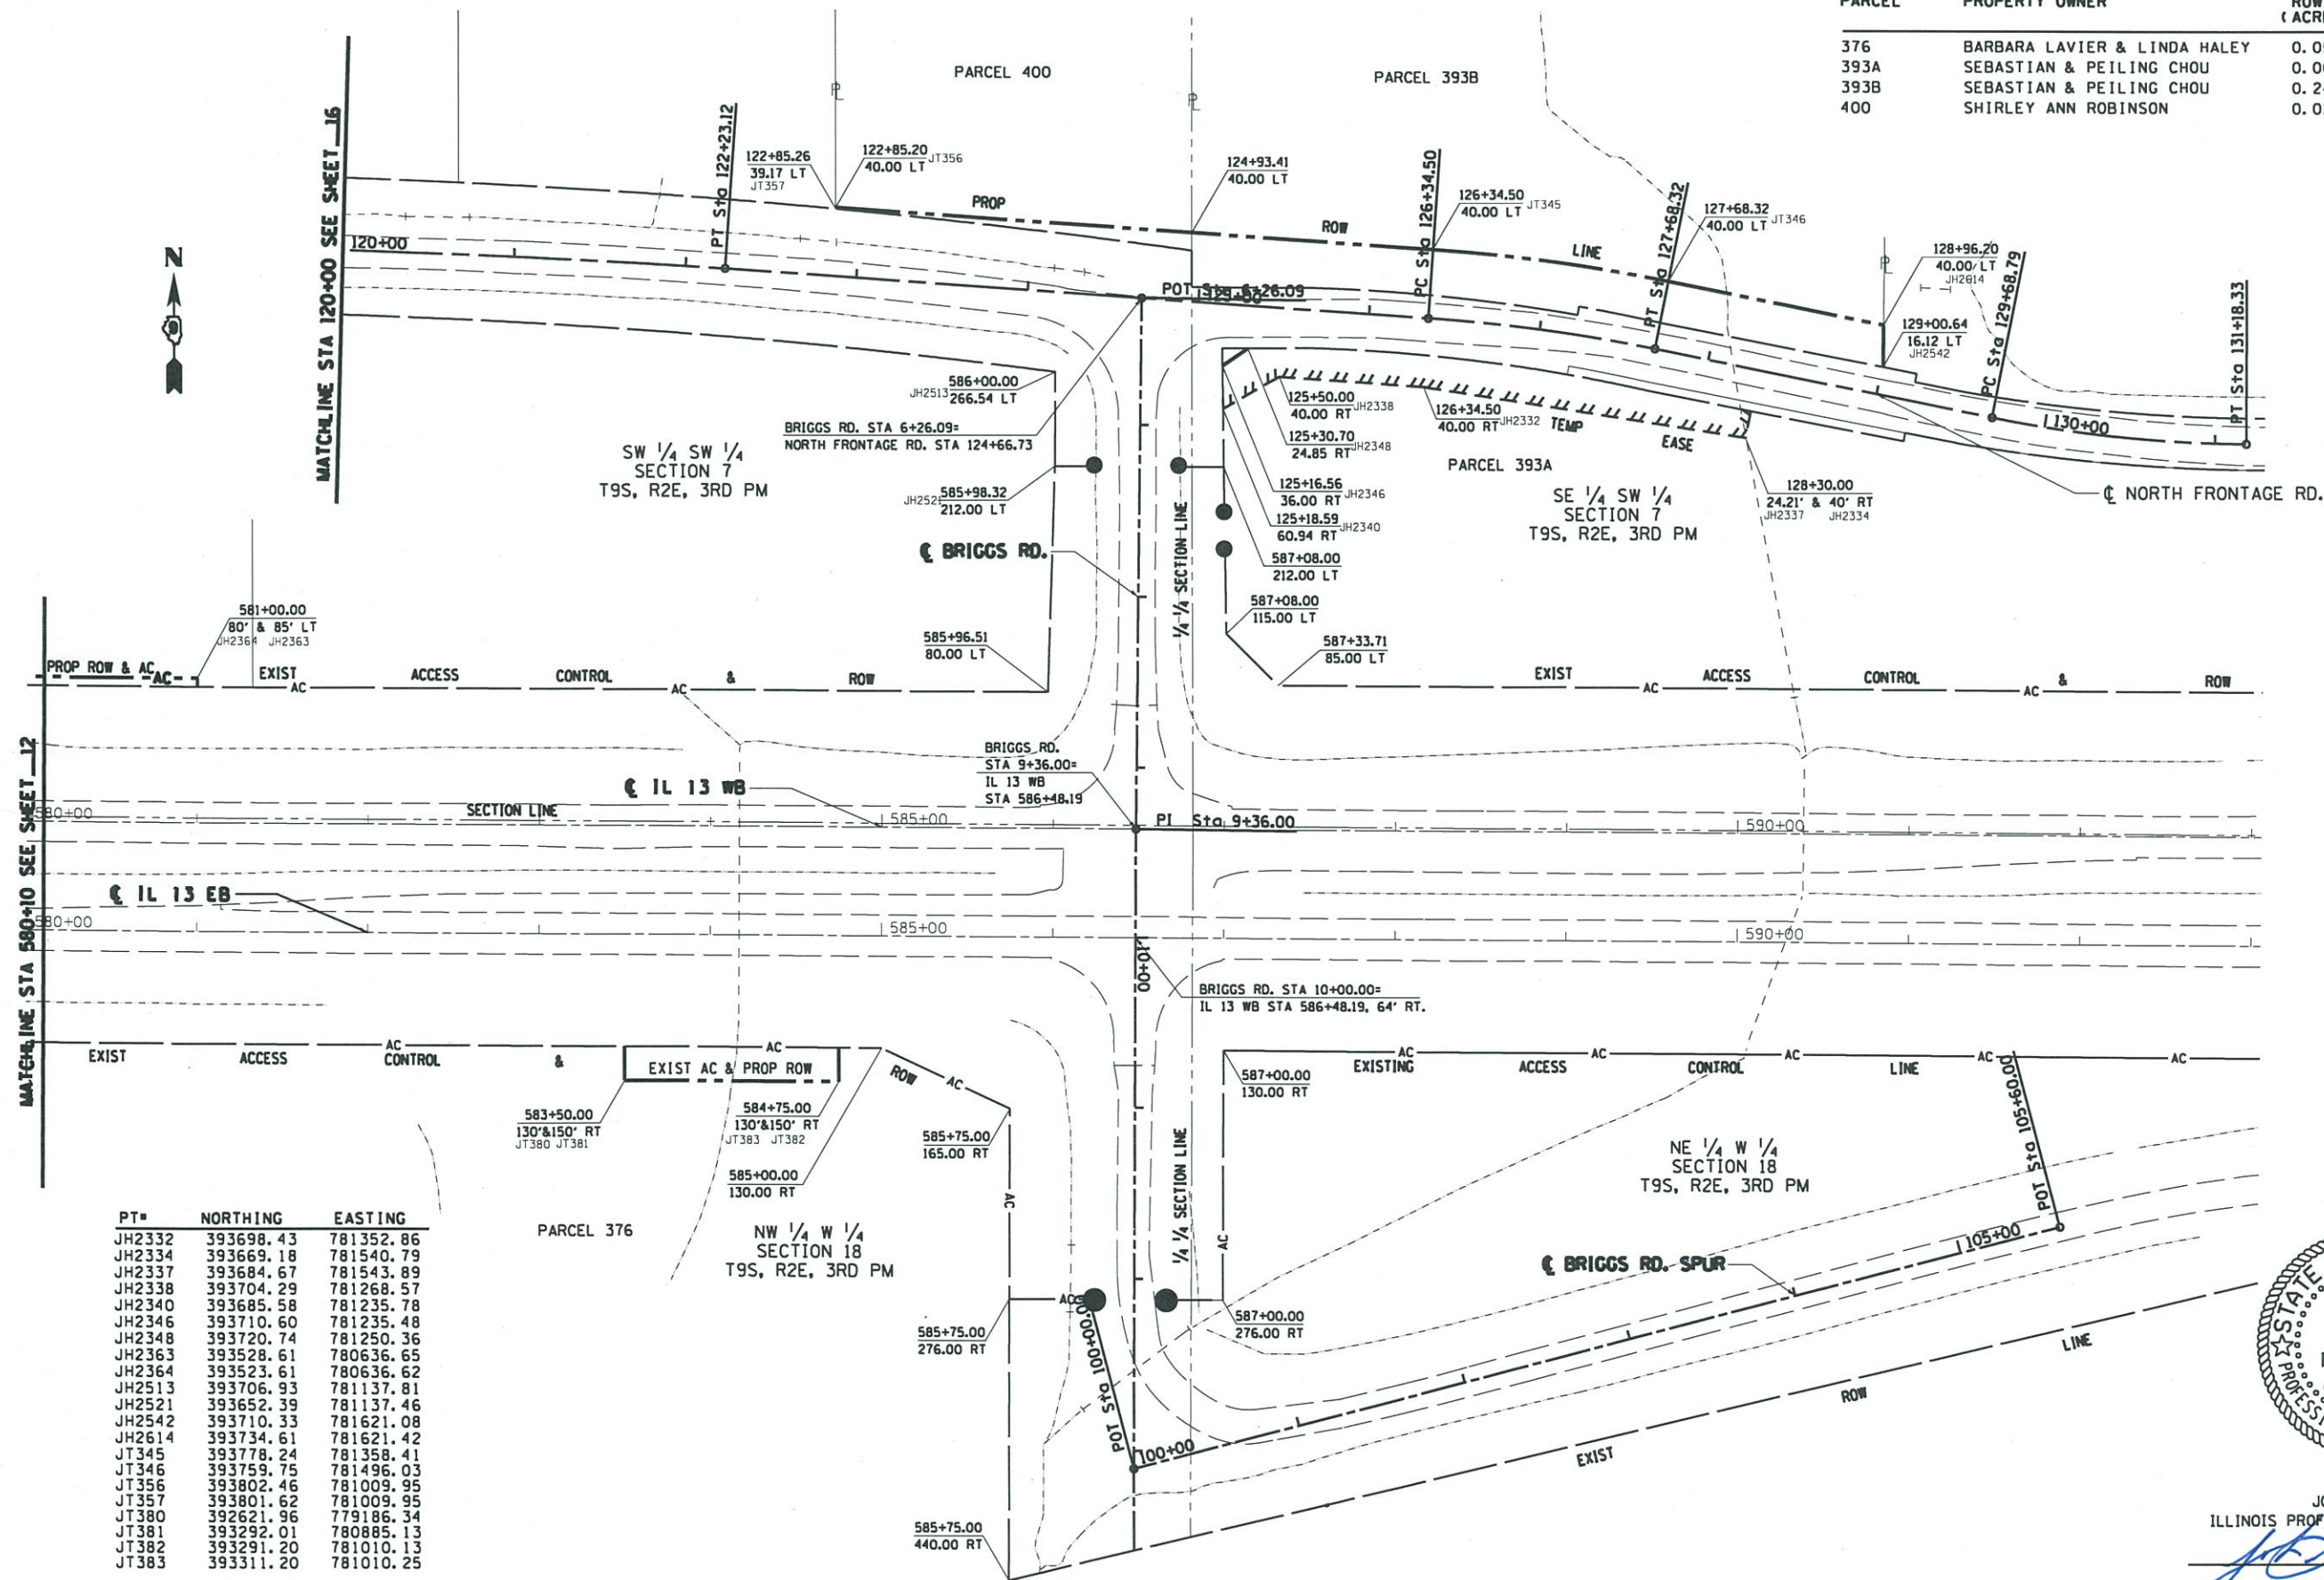 PARCEL PROPERTY OWNER
376 BARBARA LAVIER & LINDA HALEY
393A SEBASTIAN & PEILING CHOU
393B SEBASTIAN & PEILING CHOU
400 SHIRLEY ANN ROBINSON
PARCEL 400
PARCEL 393B
MATCHLINE STA 120+00 SEE SHEET 16
N
PT Sta 122+23.12
122+85.26
39.17 LT
JT357
122+85.20
40.00 LT JT356
124+93.41
40.00 LT
PC Sta 126+34.50
126+34.50
40.00 LT JT345
PT Sta 127+68.32
127+68.32
40.00 LT JT346
128+96.20
40.00 LT
JH2614
129+00.64
16.12 LT
JH2542
PC Sta 129+68.79
PT Sta 131+18.33
PROP ROW LINE
120+00
POT Sta 6+26.09
130+00
586+00.00
JH2513 266.54 LT
BRIGGS RD. STA 6+26.09=
NORTH FRONTAGE RD. STA 124+66.73
SW 1/4 SW 1/4
SECTION 7
T9S, R2E, 3RD PM
585+98.32
212.00 LT
125+50.00
40.00 RT JH2338
125+30.70
24.85 RT JH2348
126+34.50
40.00 RT JH2332
TEMP EASE
PARCEL 393A
125+16.56
36.00 RT JH2346
125+18.59
60.94 RT JH2340
587+08.00
212.00 LT
SE 1/4 SW 1/4
SECTION 7
T9S, R2E, 3RD PM
128+30.00
24.21' & 40' RT
JH2337 JH2334
℄ NORTH FRONTAGE RD.
℄ BRIGGS RD.
1/4 1/4 SECTION LINE
587+08.00
115.00 LT
587+33.71
85.00 LT
581+00.00
80' & 85' LT
JH2364 JH2363
585+96.51
80.00 LT
PROP ROW & AC AC
EXIST ACCESS CONTROL & ROW
AC AC
EXIST ACCESS CONTROL & ROW
AC AC
BRIGGS RD.
STA 9+36.00=
IL 13 WB
STA 586+48.19
℄ IL 13 WB
MATCHLINE STA 580+10 SEE SHEET 12
580+00 SECTION LINE 585+00 PI Sta 9+36.00 590+00
℄ IL 13 EB
580+00 585+00 590+00
10+00
BRIGGS RD. STA 10+00.00=
IL 13 WB STA 586+48.19, 64' RT.
EXIST ACCESS CONTROL & ROW
AC AC AC
EXIST AC & PROP ROW
583+50.00
130'&150' RT
JT380 JT381
584+75.00
130'&150' RT
JT383 JT382
585+00.00
130.00 RT
585+75.00
165.00 RT
587+00.00
130.00 RT
EXISTING ACCESS CONTROL LINE
AC AC AC AC AC
POT Sta 105+60.00
NE 1/4 W 1/4
SECTION 18
T9S, R2E, 3RD PM
1/4 1/4 SECTION LINE
AC
AC
PARCEL 376
NW 1/4 W 1/4
SECTION 18
T9S, R2E, 3RD PM
℄ BRIGGS RD. SPUR
105+00
585+75.00
276.00 RT
587+00.00
276.00 RT
POT Sta 100+00.00
100+00
585+75.00
440.00 RT
EXIST ROW LINE
PT# NORTHING EASTING
JH2332 393698.43 781352.86
JH2334 393669.18 781540.79
JH2337 393684.67 781543.89
JH2338 393704.29 781268.57
JH2340 393685.58 781235.78
JH2346 393710.60 781235.48
JH2348 393720.74 781250.36
JH2363 393528.61 780636.65
JH2364 393523.61 780636.62
JH2513 393706.93 781137.81
JH2521 393652.39 781137.46
JH2542 393710.33 781621.08
JH2614 393734.61 781621.42
JT345 393778.24 781358.41
JT346 393759.75 781496.03
JT356 393802.46 781009.95
JT357 393801.62 781009.95
JT380 392621.96 779186.34
JT381 393292.01 780885.13
JT382 393291.20 781010.13
JT383 393311.20 781010.25
STATE
ILLINOIS